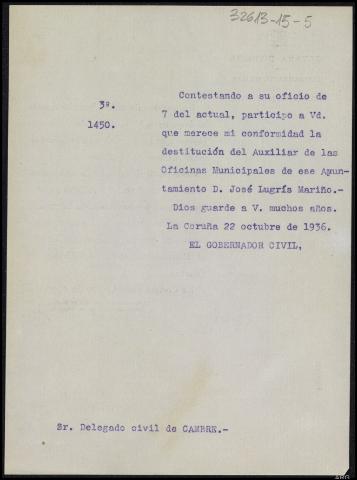 32613-15-5
3º.
1450.
Contestando a su oficio de
7 del actual, participo a Vd.
que merece mi conformidad la
destitución del Auxiliar de las
Oficinas Municipales de ese Ayun-
tamiento D. José Lugrís Mariño.-
Dios guarde a V. muchos años.
La Coruña 22 octubre de 1936.
EL GOBERNADOR CIVIL,
Sr. Delegado civil de CAMBRE.-